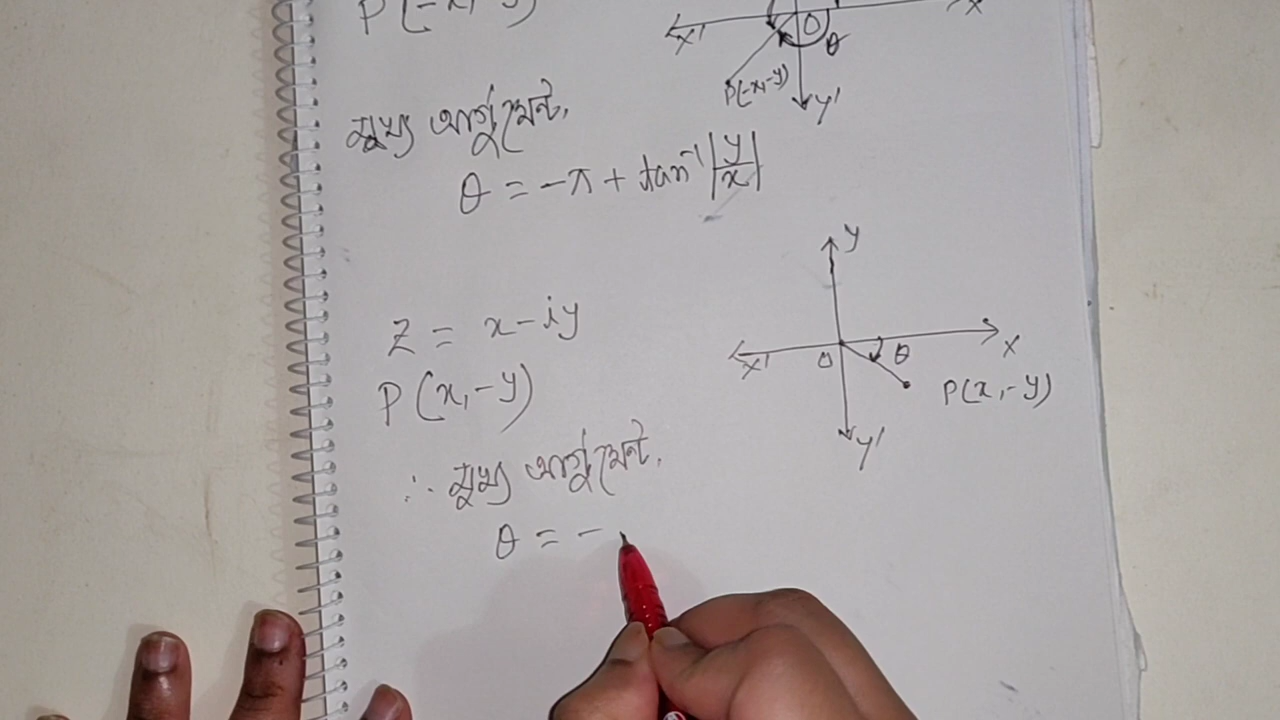 P(-x,-y)
X' O θ X
P(-x,-y)
Y'
মুখ্য আর্গুমেন্ট,
θ = -π + tan⁻¹|y/x|
Y
Z = x-iy
X' O θ X
P(x,-y)
P(x,-y)
Y'
∴ মুখ্য আর্গুমেন্ট,
θ = -